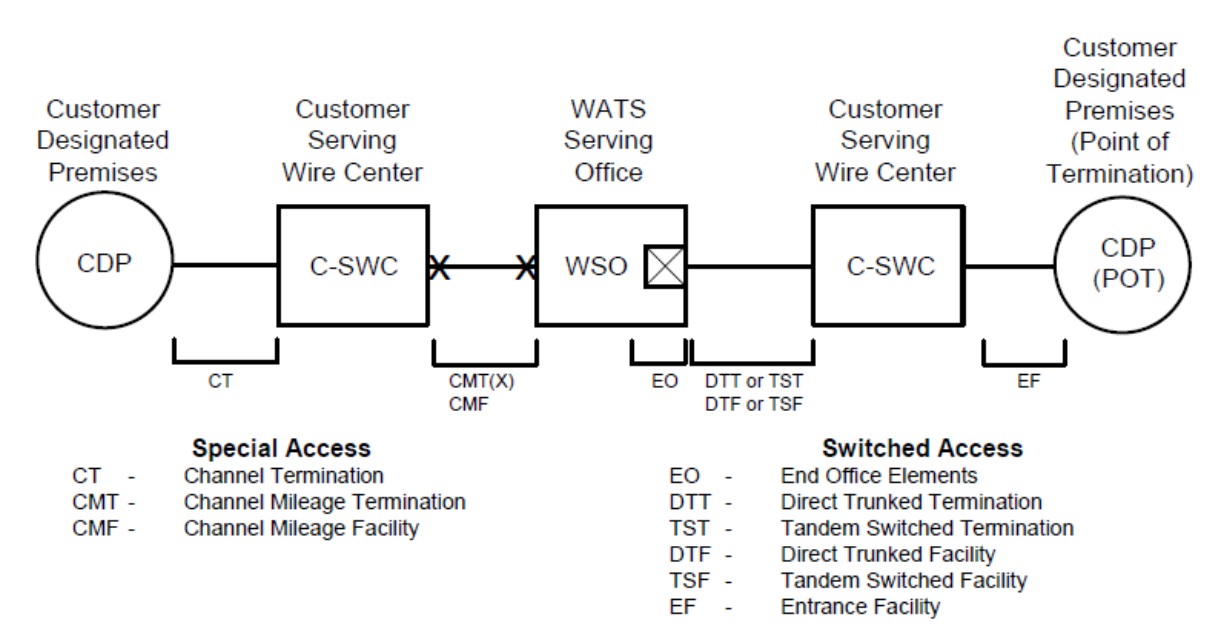 Customer
Designated
Premises
Customer
Serving
Wire Center
WATS
Serving
Office
Customer
Serving
Wire Center
Customer
Designated
Premises
(Point of
Termination)
CDP
C-SWC
X
X
WSO
C-SWC
CDP
(POT)
CT
CMT(X)
CMF
EO
DTT or TST
DTF or TSF
EF
Special Access
CT - Channel Termination
CMT - Channel Mileage Termination
CMF - Channel Mileage Facility
Switched Access
EO - End Office Elements
DTT - Direct Trunked Termination
TST - Tandem Switched Termination
DTF - Direct Trunked Facility
TSF - Tandem Switched Facility
EF - Entrance Facility